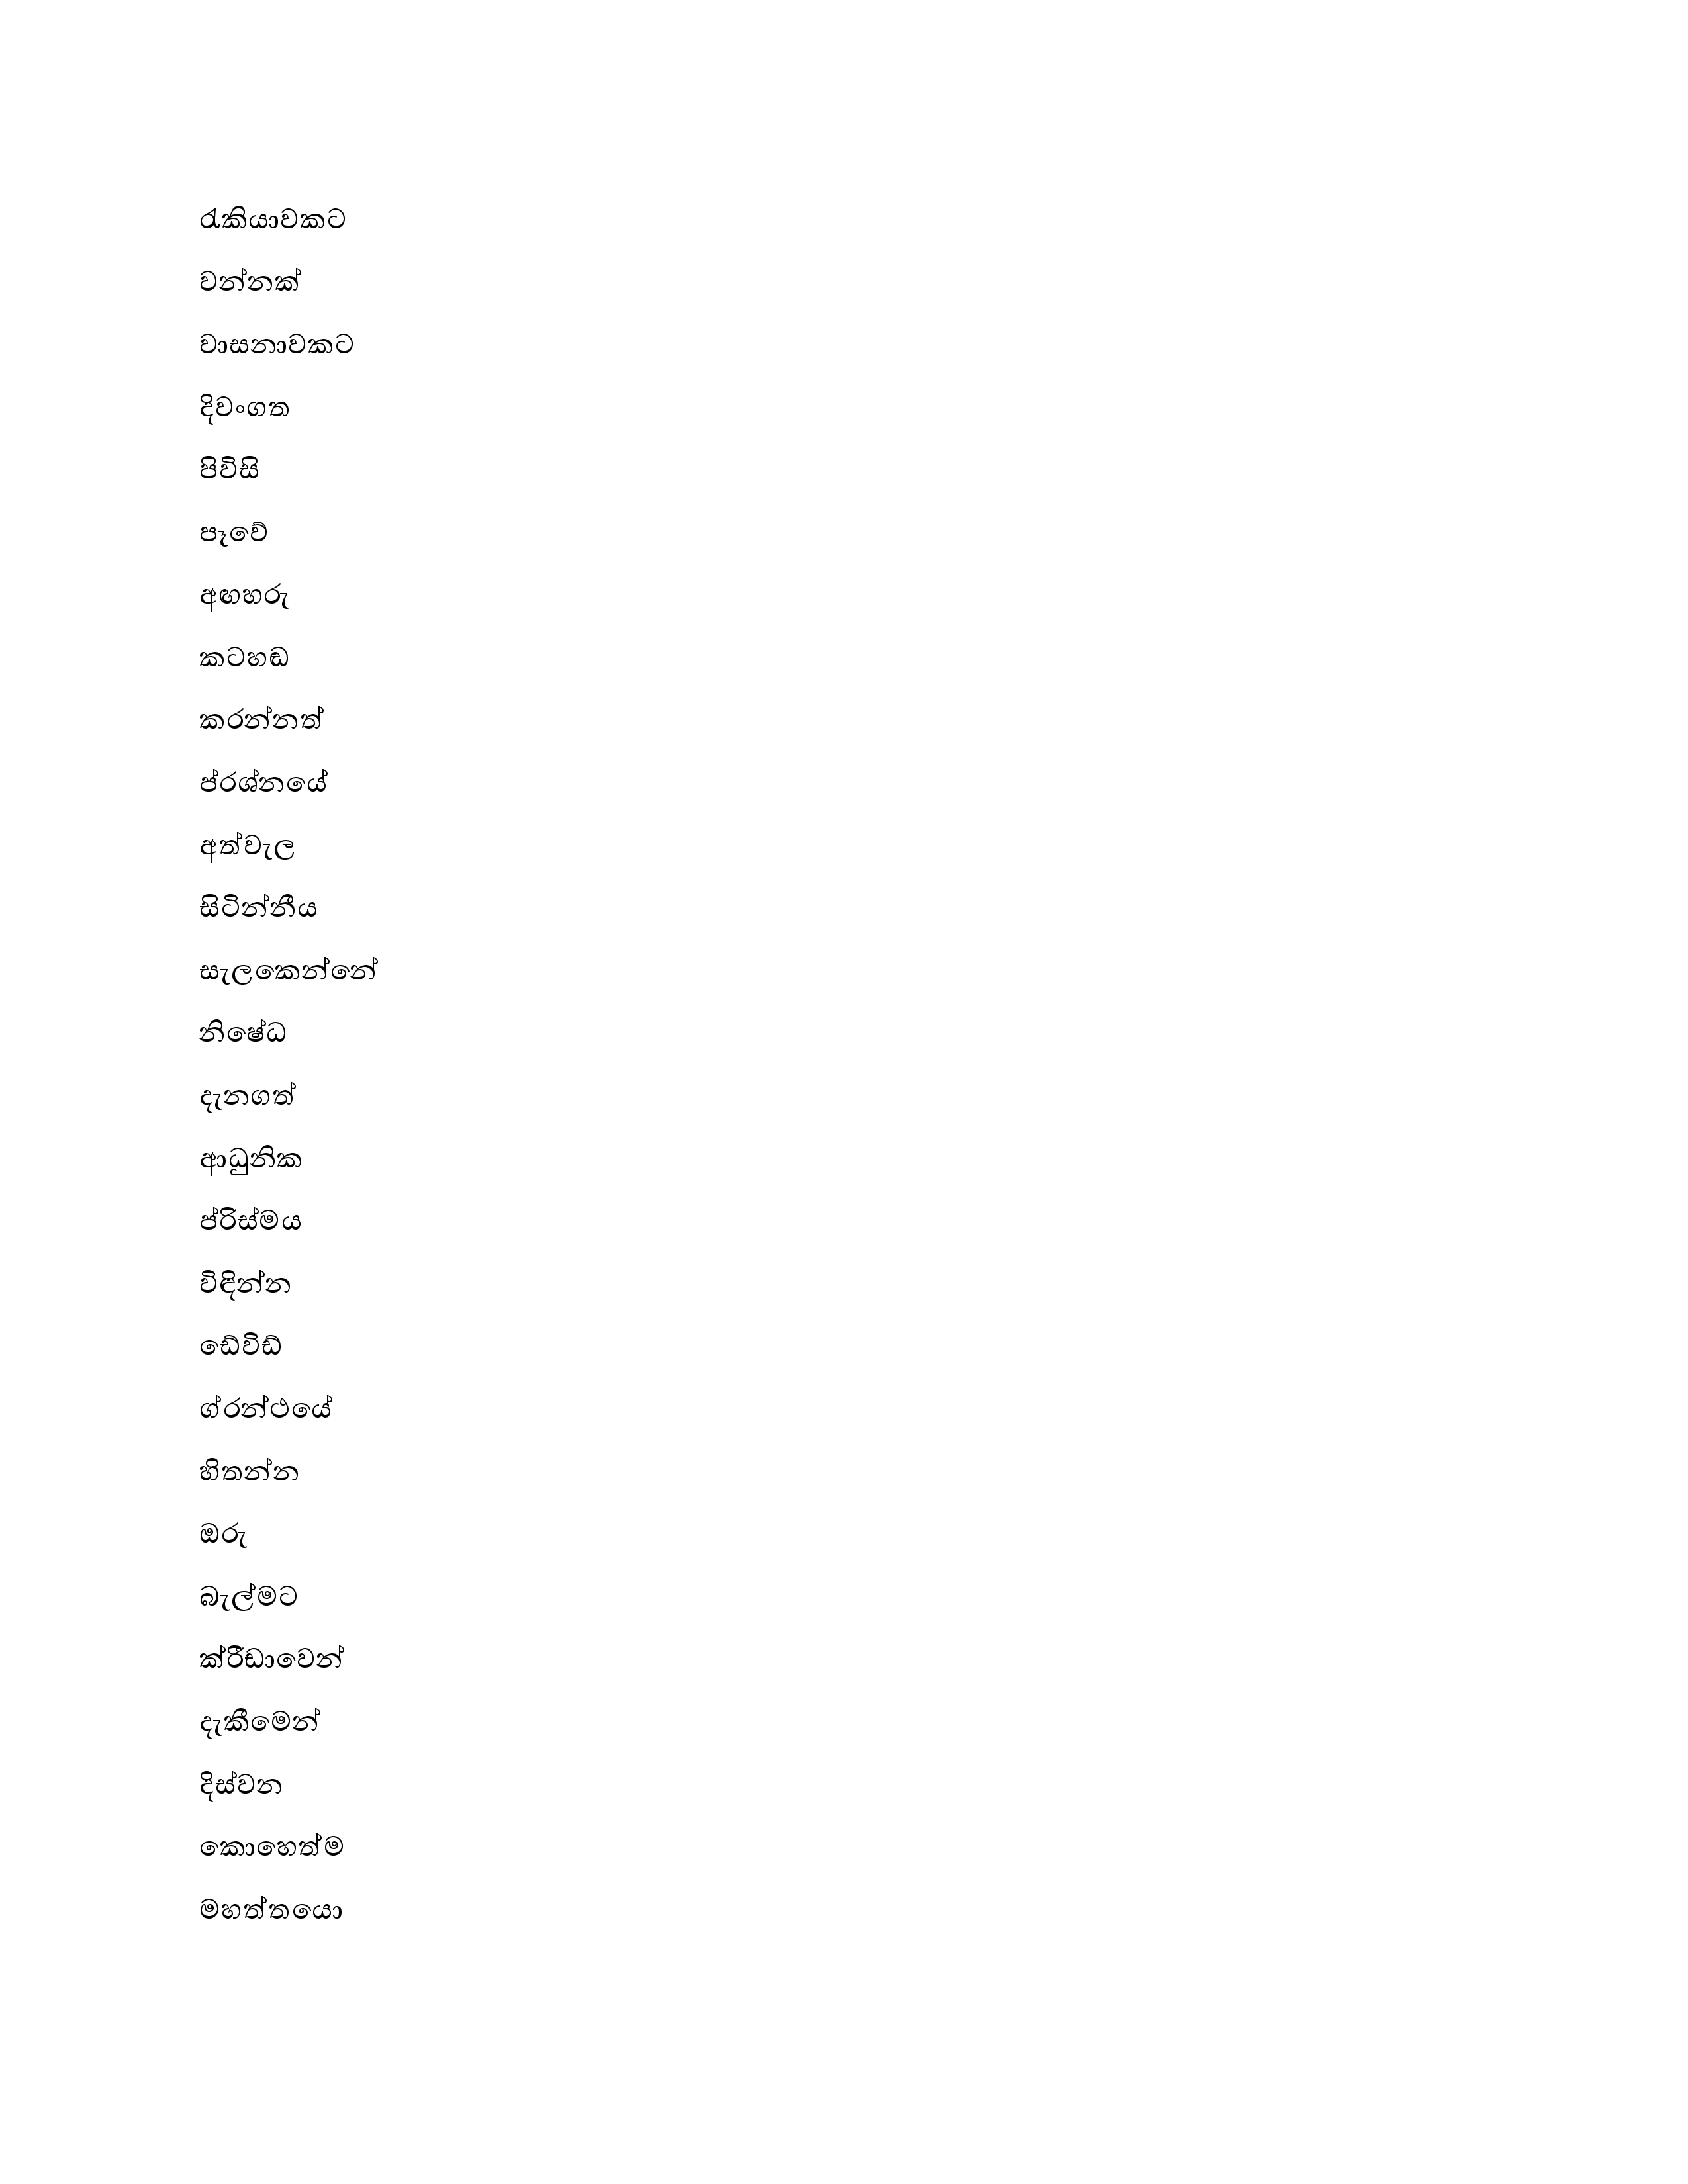 රැකියාවකට
වන්නක්
වාසනාවකට
දිවංගත
පිවිසි
පෑවේ
අඟහරු
කටහඬ
කරන්නත්
ප්රශ්නයේ
අත්වැල
සිටින්නීය
සැලකෙන්නේ
නිෂේධ
දැනගත්
ආධුනික
ප්රිස්මය
විඳින්න
ඩේවිඩ්
ග්රන්ථයේ
හිතන්න
ඔරු
බැල්මට
ක්රීඩාවෙන්
දැකීමෙන්
දිස්වන
කොහෙත්ම
මහත්තයො